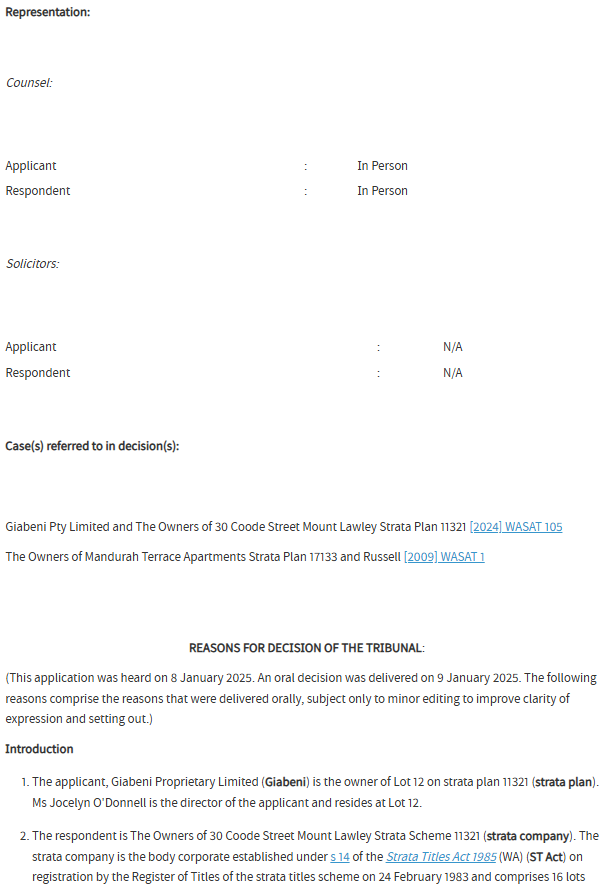 Representation:
Counsel:
Applicant : In Person
Respondent : In Person
Solicitors:
Applicant : N/A
Respondent : N/A
Case(s) referred to in decision(s):
Giabeni Pty Limited and The Owners of 30 Coode Street Mount Lawley Strata Plan 11321 [2024] WASAT 105
The Owners of Mandurah Terrace Apartments Strata Plan 17133 and Russell [2009] WASAT 1
REASONS FOR DECISION OF THE TRIBUNAL:
(This application was heard on 8 January 2025. An oral decision was delivered on 9 January 2025. The following
reasons comprise the reasons that were delivered orally, subject only to minor editing to improve clarity of
expression and setting out.)
Introduction
1. The applicant, Giabeni Proprietary Limited (Giabeni) is the owner of Lot 12 on strata plan 11321 (strata plan).
Ms Jocelyn O'Donnell is the director of the applicant and resides at Lot 12.
2. The respondent is The Owners of 30 Coode Street Mount Lawley Strata Scheme 11321 (strata company). The
strata company is the body corporate established under s 14 of the Strata Titles Act 1985 (WA) (ST Act) on
registration by the Register of Titles of the strata titles scheme on 24 February 1983 and comprises 16 lots